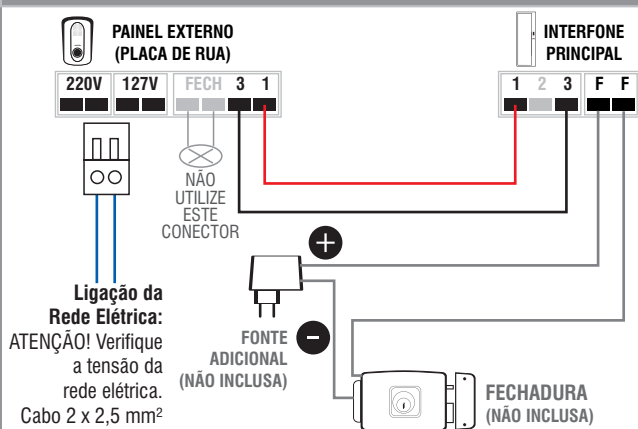 PAINEL EXTERNO
(PLACA DE RUA)
INTERFONE
PRINCIPAL
220V 127V FECH 3 1
1 2 3 F F
NÃO
UTILIZE
ESTE
CONECTOR
+
Ligação da
Rede Elétrica:
ATENÇÃO! Verifique
a tensão da
rede elétrica.
Cabo 2 x 2,5 mm²
-
FONTE
ADICIONAL
(NÃO INCLUSA)
FECHADURA
(NÃO INCLUSA)